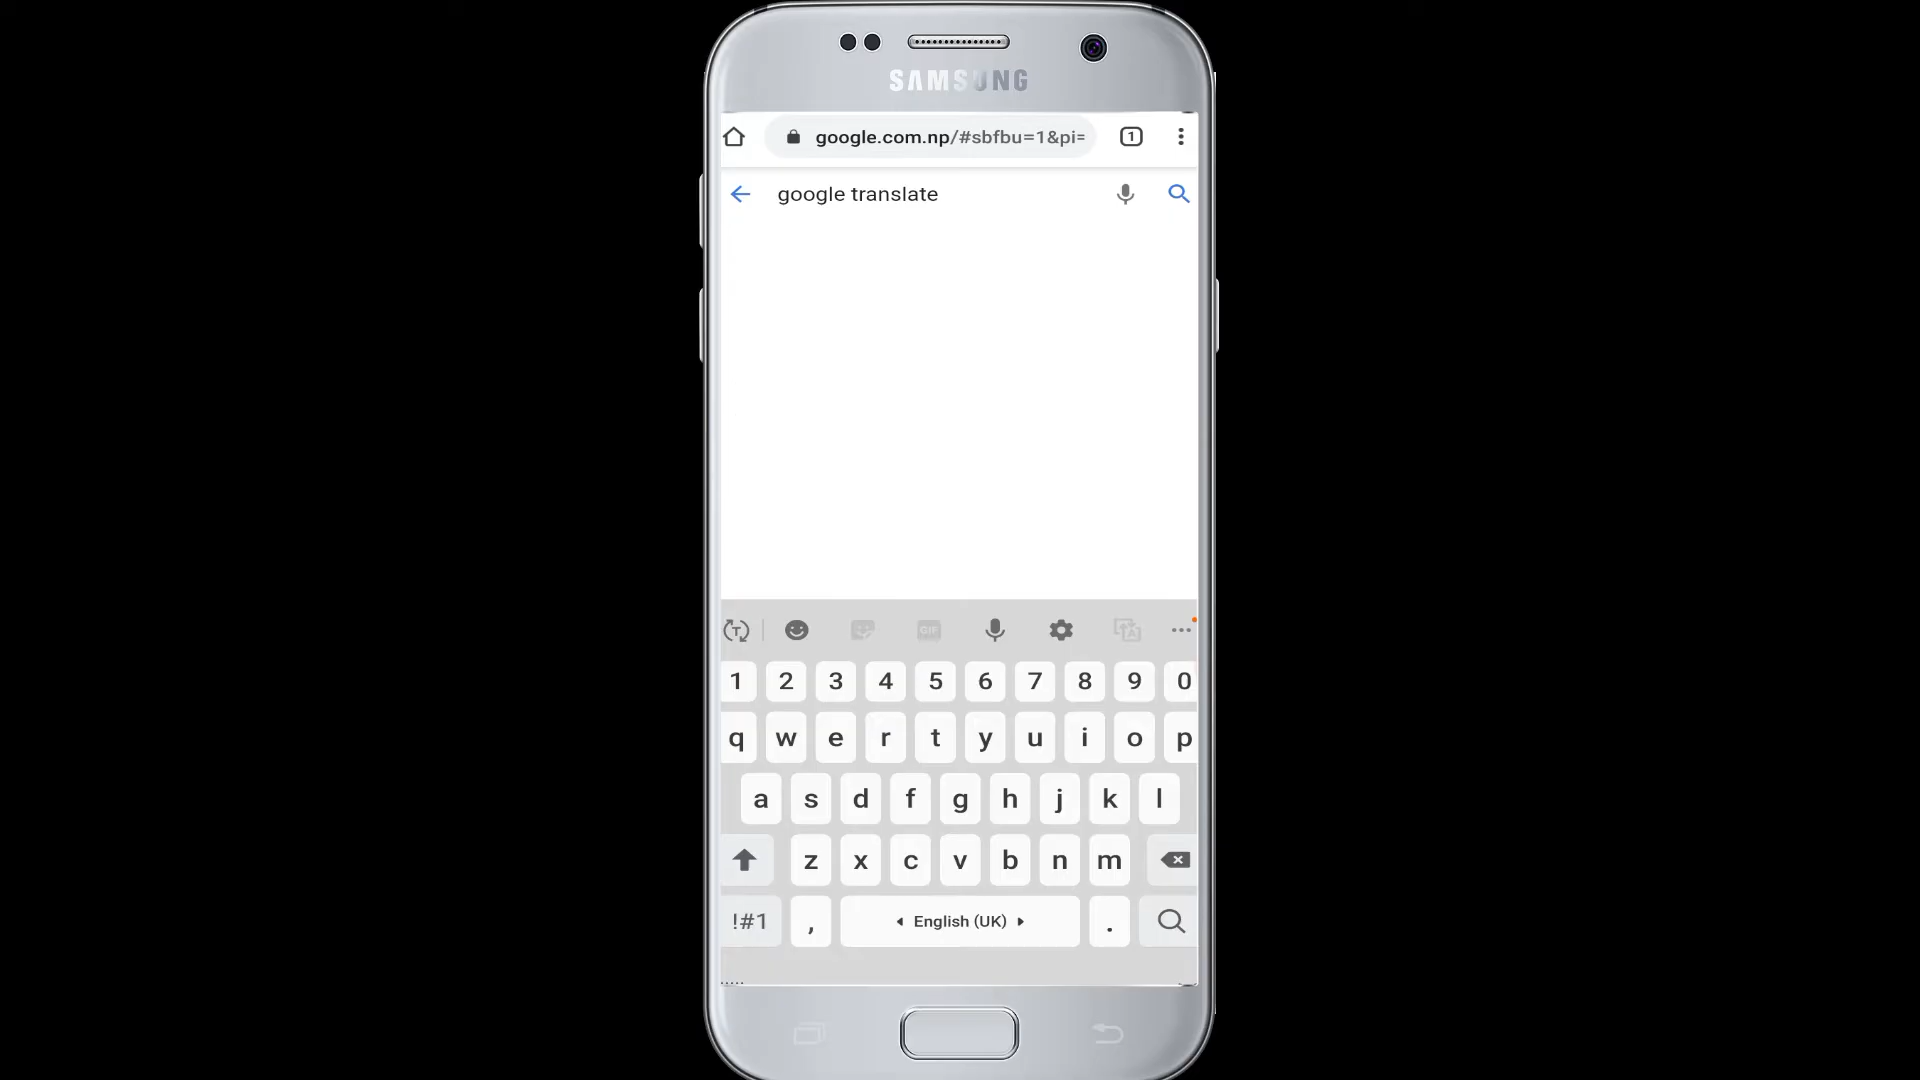 SAMSUNG
google.com.np/#sbfbu=1&pi=
1
google translate
T
GIF
A
1 2 3 4 5 6 7 8 9 0
q w e r t y u i o p
a s d f g h j k l
z x c v b n m
!#1 , English (UK) .